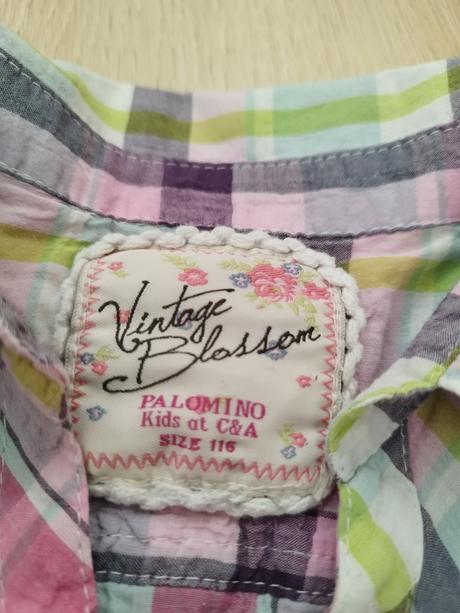 Vintage
Blossom
PALOMINO
Kids at C&A
SIZE 116